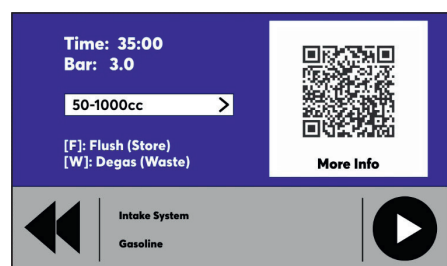 Time: 35:00
Bar: 3.0
50-1000cc
[F]: Flush (Store)
[W]: Degas (Waste)
More Info
Intake System
Gasoline